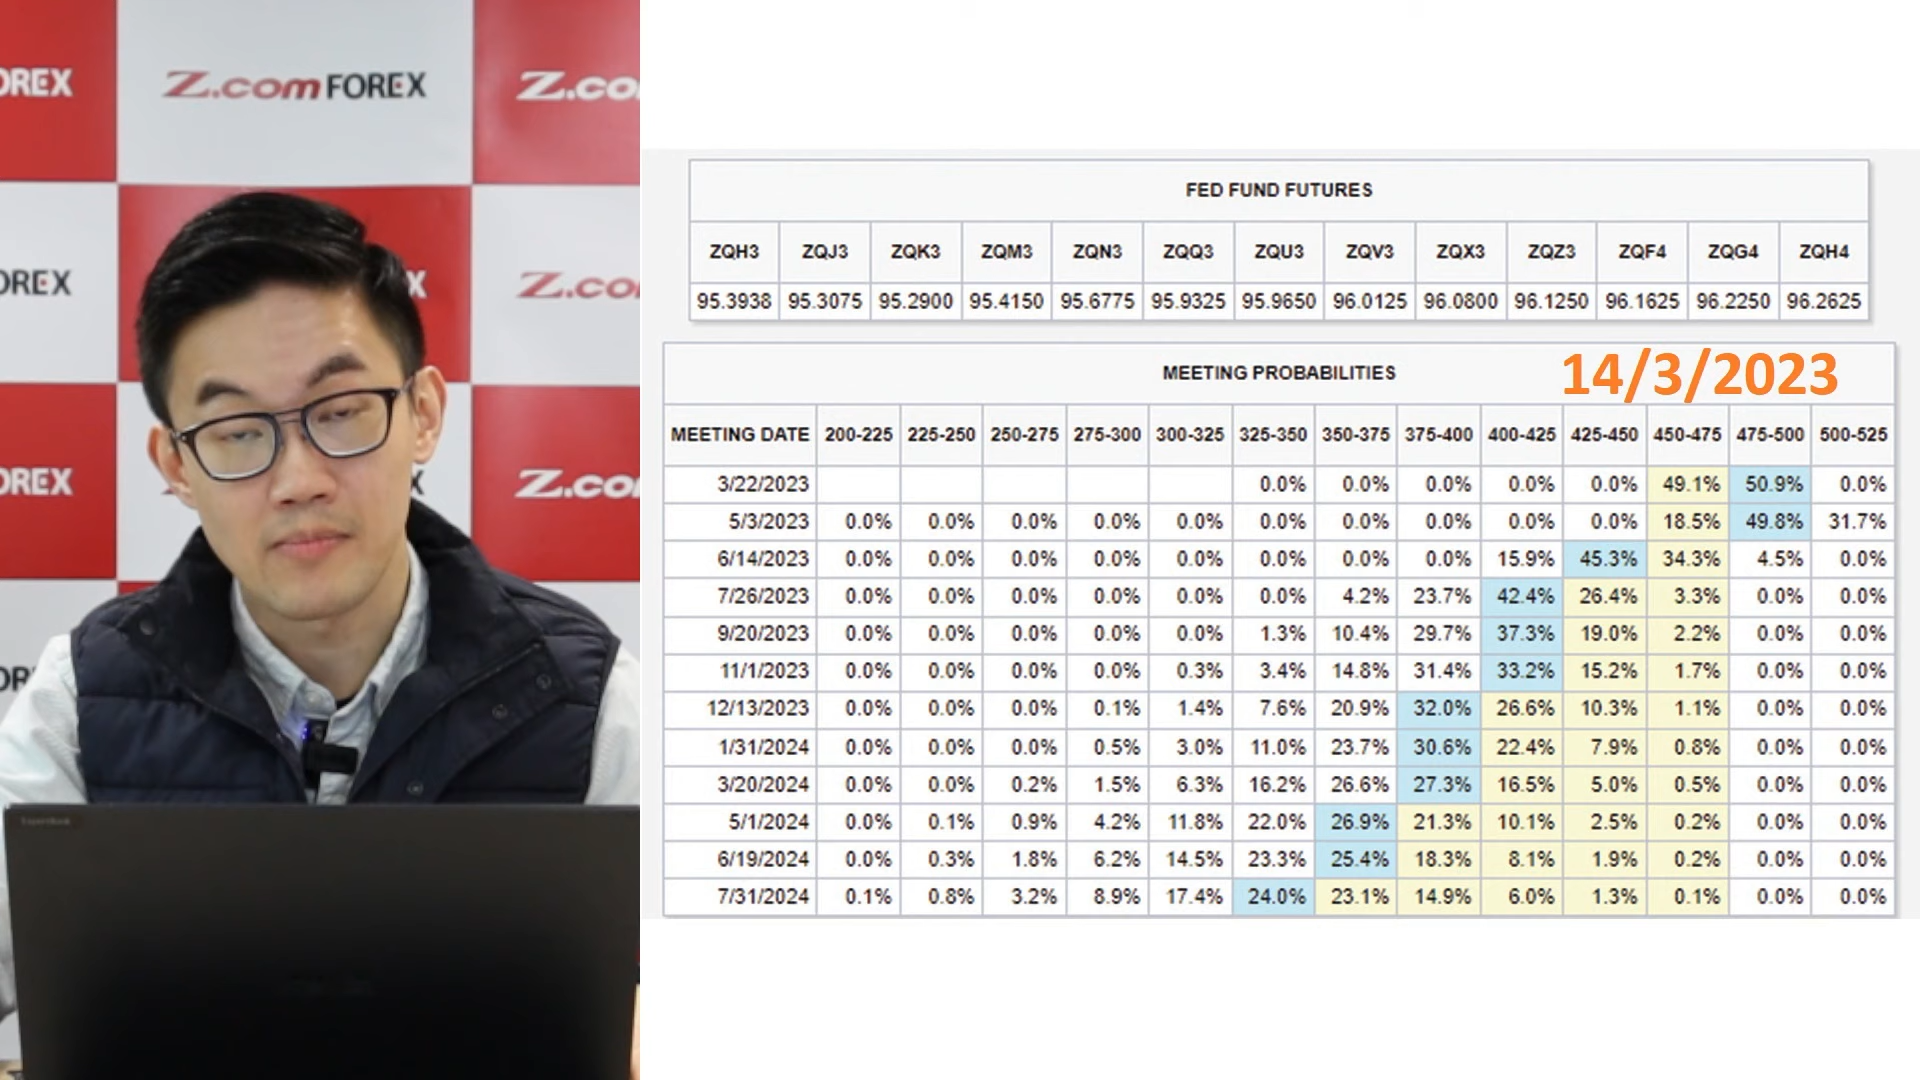 OREX Z.com FOREX Z.co
OREX X Z.co
OREX X Z.co
OR
FED FUND FUTURES
ZQH3 ZQJ3 ZQK3 ZQM3 ZQN3 ZQQ3 ZQU3 ZQV3 ZQX3 ZQZ3 ZQF4 ZQG4 ZQH4
95.3938 95.3075 95.2900 95.4150 95.6775 95.9325 95.9650 96.0125 96.0800 96.1250 96.1625 96.2250 96.2625
MEETING PROBABILITIES 14/3/2023
MEETING DATE 200-225 225-250 250-275 275-300 300-325 325-350 350-375 375-400 400-425 425-450 450-475 475-500 500-525
3/22/2023 0.0% 0.0% 0.0% 0.0% 0.0% 49.1% 50.9% 0.0%
5/3/2023 0.0% 0.0% 0.0% 0.0% 0.0% 0.0% 0.0% 0.0% 0.0% 0.0% 18.5% 49.8% 31.7%
6/14/2023 0.0% 0.0% 0.0% 0.0% 0.0% 0.0% 0.0% 0.0% 15.9% 45.3% 34.3% 4.5% 0.0%
7/26/2023 0.0% 0.0% 0.0% 0.0% 0.0% 0.0% 4.2% 23.7% 42.4% 26.4% 3.3% 0.0% 0.0%
9/20/2023 0.0% 0.0% 0.0% 0.0% 0.0% 1.3% 10.4% 29.7% 37.3% 19.0% 2.2% 0.0% 0.0%
11/1/2023 0.0% 0.0% 0.0% 0.0% 0.3% 3.4% 14.8% 31.4% 33.2% 15.2% 1.7% 0.0% 0.0%
12/13/2023 0.0% 0.0% 0.0% 0.1% 1.4% 7.6% 20.9% 32.0% 26.6% 10.3% 1.1% 0.0% 0.0%
1/31/2024 0.0% 0.0% 0.0% 0.5% 3.0% 11.0% 23.7% 30.6% 22.4% 7.9% 0.8% 0.0% 0.0%
3/20/2024 0.0% 0.0% 0.2% 1.5% 6.3% 16.2% 26.6% 27.3% 16.5% 5.0% 0.5% 0.0% 0.0%
5/1/2024 0.0% 0.1% 0.9% 4.2% 11.8% 22.0% 26.9% 21.3% 10.1% 2.5% 0.2% 0.0% 0.0%
6/19/2024 0.0% 0.3% 1.8% 6.2% 14.5% 23.3% 25.4% 18.3% 8.1% 1.9% 0.2% 0.0% 0.0%
7/31/2024 0.1% 0.8% 3.2% 8.9% 17.4% 24.0% 23.1% 14.9% 6.0% 1.3% 0.1% 0.0% 0.0%